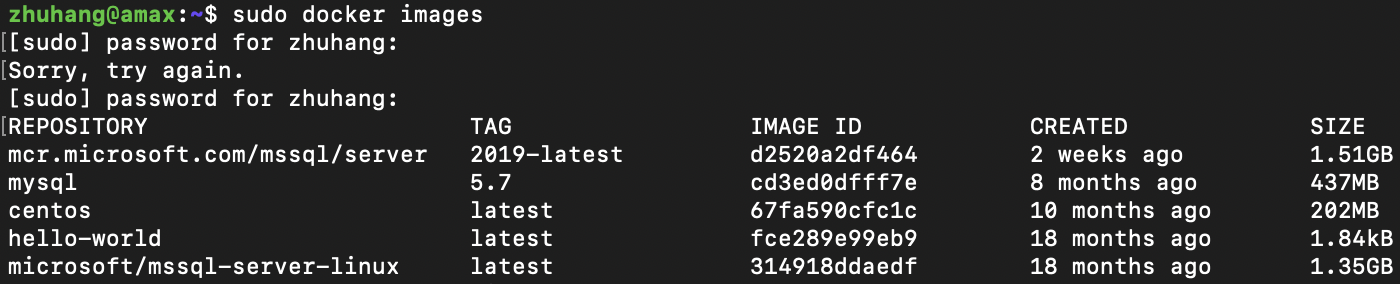 zhuhang@amax:~$ sudo docker images
[sudo] password for zhuhang:
Sorry, try again.
[sudo] password for zhuhang:
REPOSITORY TAG IMAGE ID CREATED SIZE
mcr.microsoft.com/mssql/server 2019-latest d2520a2df464 2 weeks ago 1.51GB
mysql 5.7 cd3ed0dfff7e 8 months ago 437MB
centos latest 67fa590cfc1c 10 months ago 202MB
hello-world latest fce289e99eb9 18 months ago 1.84kB
microsoft/mssql-server-linux latest 314918ddaedf 18 months ago 1.35GB